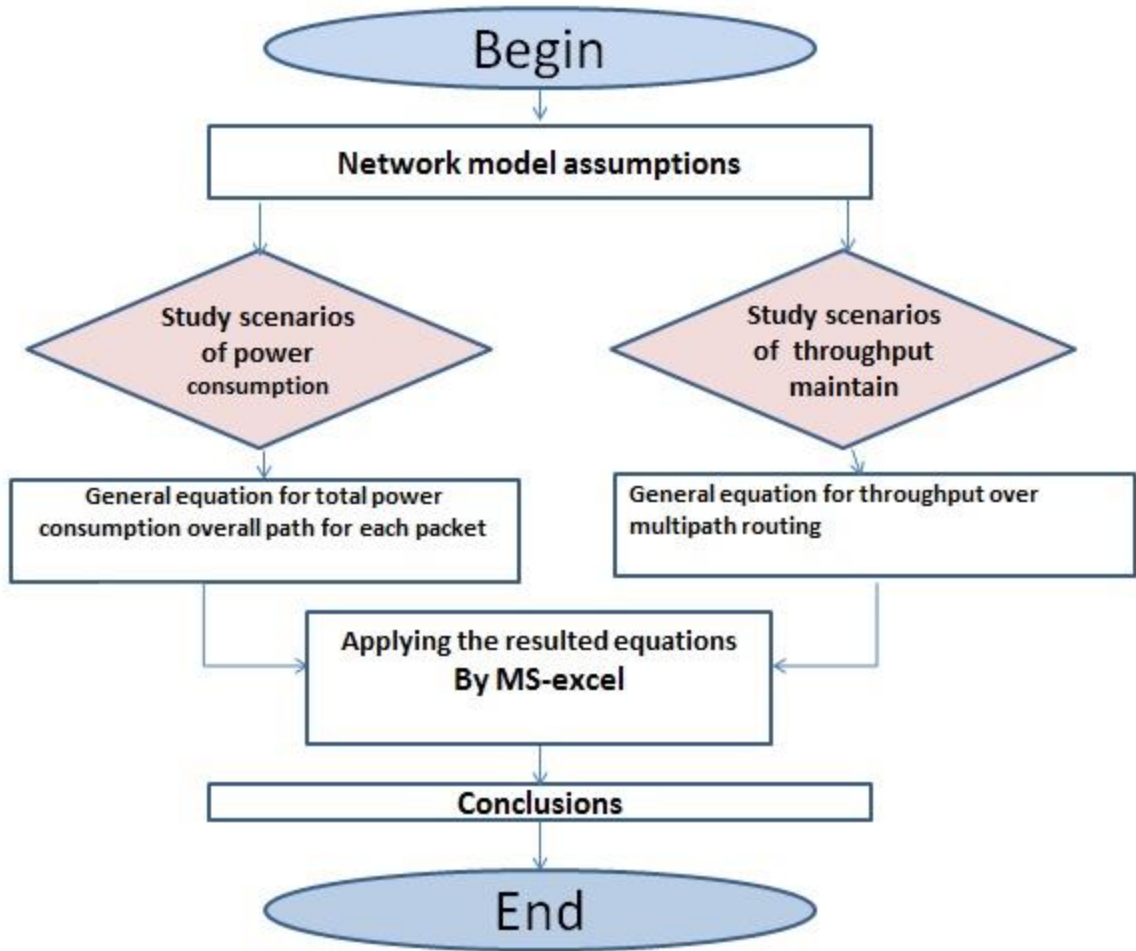 Begin
Network model assumptions
Study scenarios
of power
consumption
Study scenarios
of throughput
maintain
General equation for total power
consumption overall path for each packet
General equation for throughput over
multipath routing
Applying the resulted equations
By MS-excel
Conclusions
End